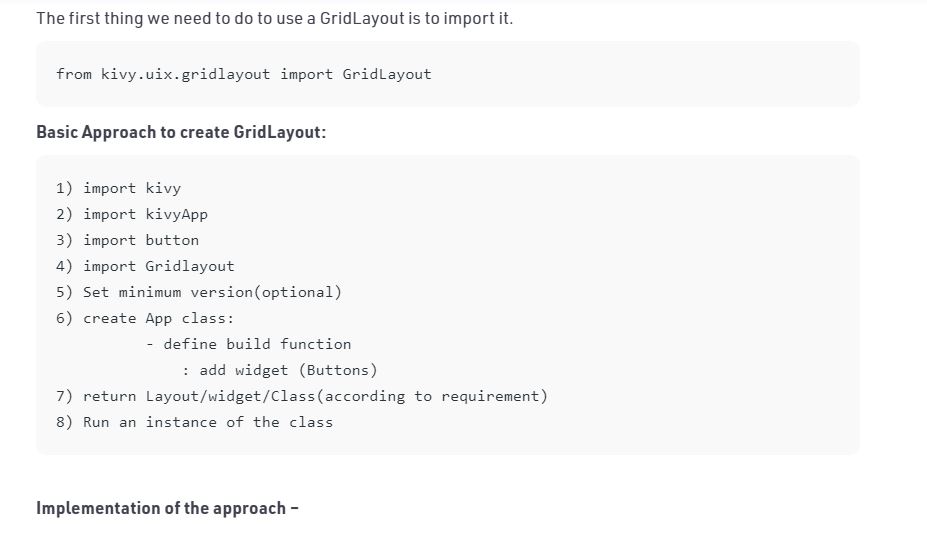 The first thing we need to do to use a GridLayout is to import it.
from kivy.uix.gridlayout import GridLayout
Basic Approach to create GridLayout:
1) import kivy
2) import kivyApp
3) import button
4) import Gridlayout
5) Set minimum version(optional)
6) create App class:
- define build function
: add widget (Buttons)
7) return Layout/widget/Class(according to requirement)
8) Run an instance of the class
Implementation of the approach –